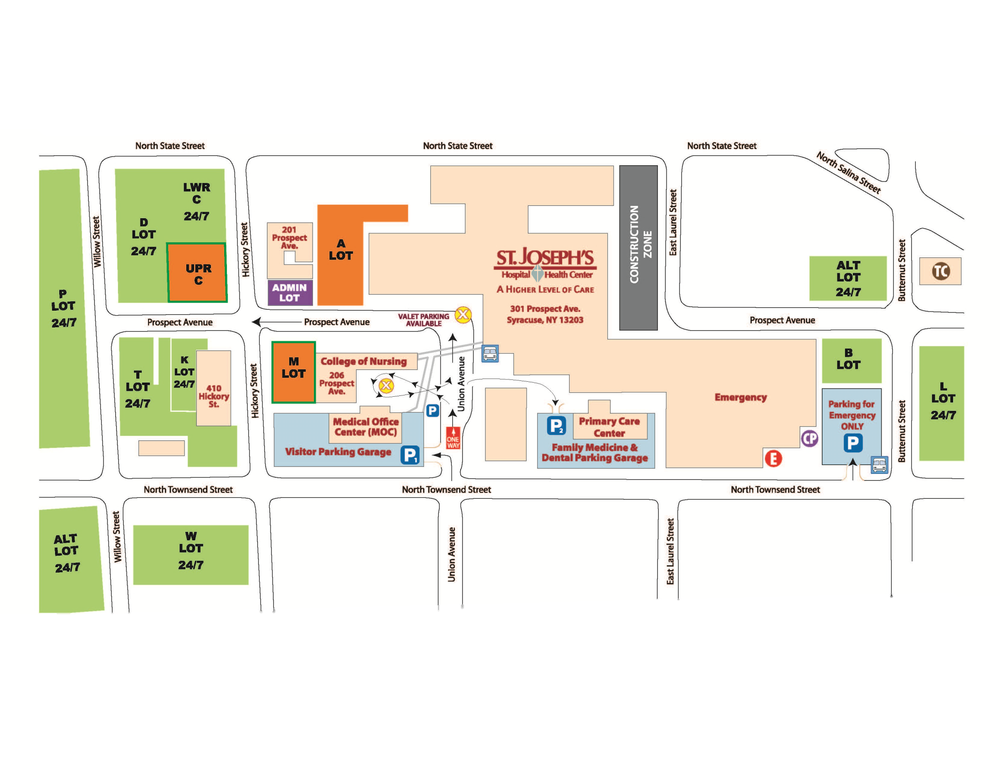 North State Street
North State Street
North State Street
North Salina Street
Willow Street
Hickory Street
East Laurel Street
Butternut Street
P
LOT
24/7
D
LOT
24/7
LWR
C
24/7
UPR
C
201
Prospect
Ave.
ADMIN
LOT
A
LOT
ST. JOSEPH'S
Hospital Health Center
A HIGHER LEVEL OF CARE
301 Prospect Ave.
Syracuse, NY 13203
CONSTRUCTION
ZONE
ALT
LOT
24/7
TC
Prospect Avenue
Prospect Avenue
VALET PARKING
AVAILABLE
X
Prospect Avenue
T
LOT
24/7
K
LOT
24/7
410
Hickory
St.
Hickory Street
M
LOT
College of Nursing
206
Prospect
Ave.
X
Union Avenue
P
Medical Office
Center (MOC)
Visitor Parking Garage
P1
ONE
WAY
P2
Primary Care
Center
Family Medicine &
Dental Parking Garage
Emergency
E
CP
B
LOT
Parking for
Emergency
ONLY
P
Butternut Street
L
LOT
24/7
North Townsend Street
North Townsend Street
North Townsend Street
ALT
LOT
24/7
Willow Street
W
LOT
24/7
Union Avenue
East Laurel Street